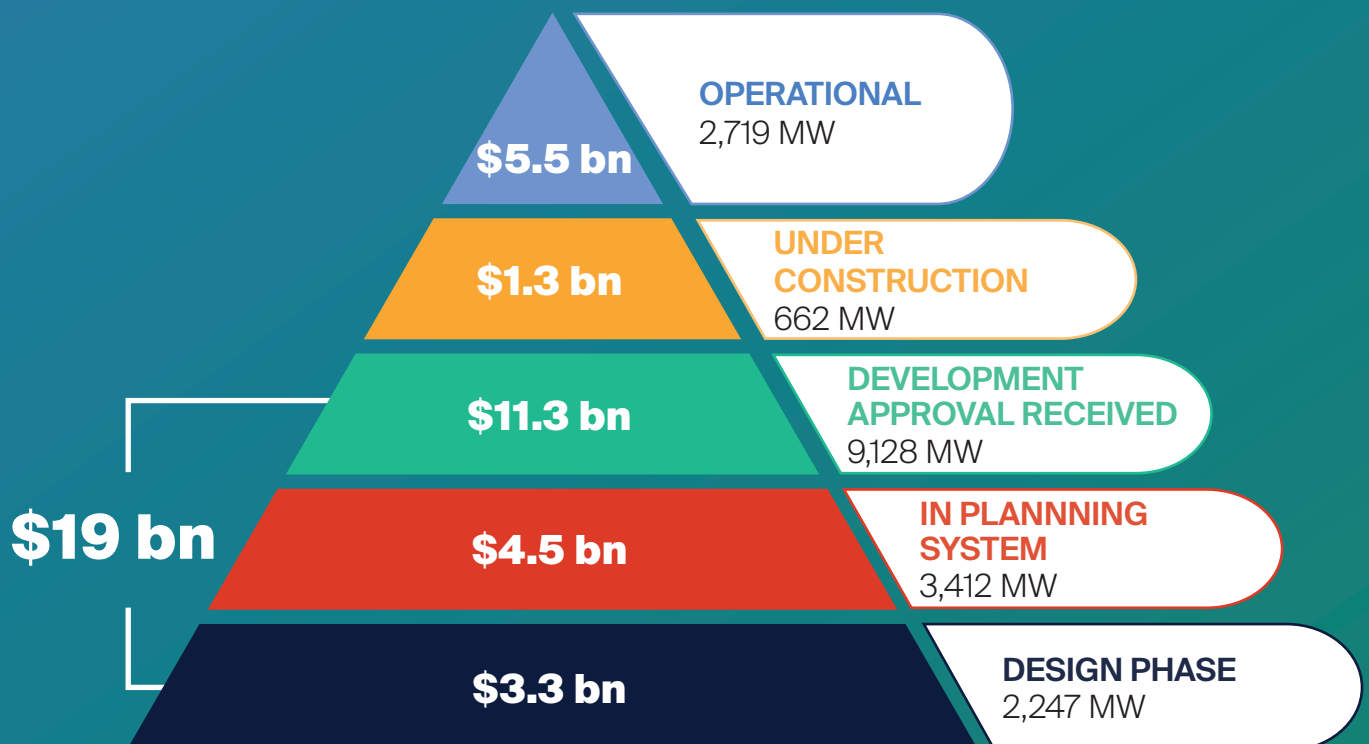 $5.5 bn
OPERATIONAL
2,719 MW
$1.3 bn
UNDER
CONSTRUCTION
662 MW
$11.3 bn
DEVELOPMENT
APPROVAL RECEIVED
9,128 MW
$19 bn
$4.5 bn
IN PLANNNING
SYSTEM
3,412 MW
$3.3 bn
DESIGN PHASE
2,247 MW